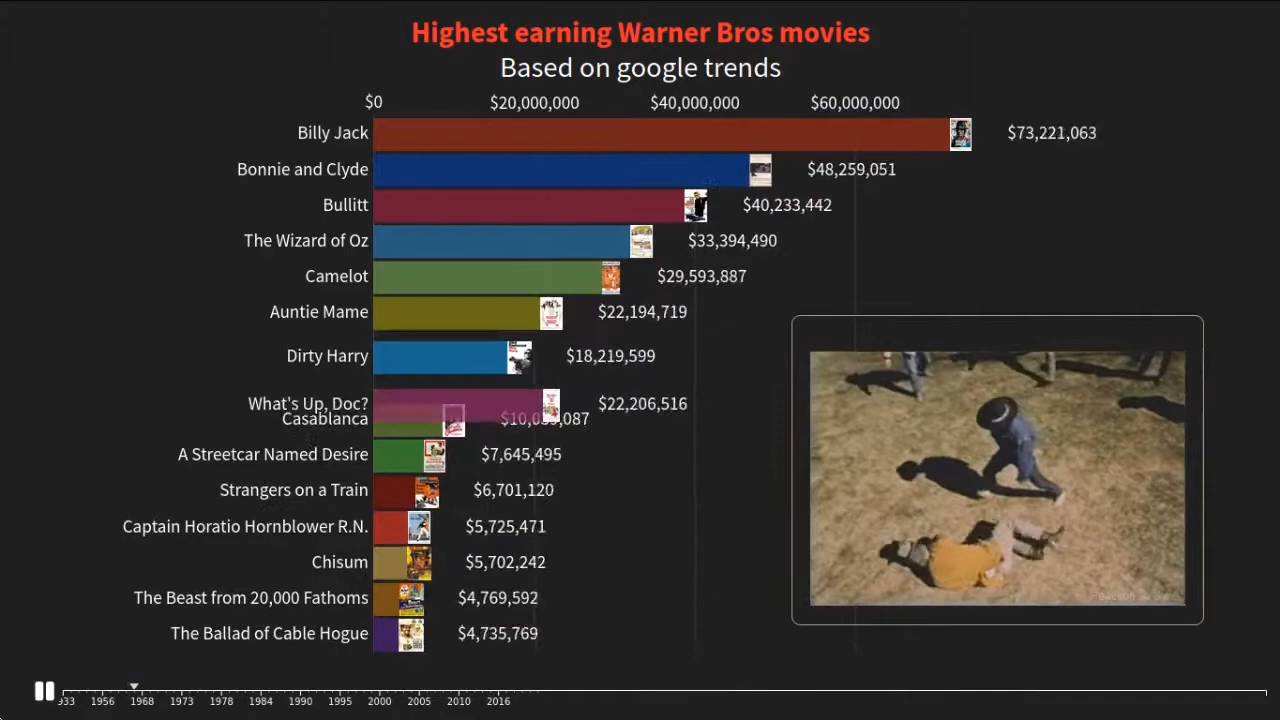 Highest earning Warner Bros movies
Based on google trends
$0 $20,000,000 $40,000,000 $60,000,000
Billy Jack $73,221,063
Bonnie and Clyde $48,259,051
Bullitt $40,233,442
The Wizard of Oz $33,394,490
Camelot $29,593,887
Auntie Mame $22,194,719
Dirty Harry $18,219,599
What's Up, Doc? $22,206,516
Casablanca
A Streetcar Named Desire $7,645,495
Strangers on a Train $6,701,120
Captain Horatio Hornblower R.N. $5,725,471
Chisum $5,702,242
The Beast from 20,000 Fathoms $4,769,592
The Ballad of Cable Hogue $4,735,769
1956 1968 1973 1978 1984 1990 1995 2000 2005 2010 2016